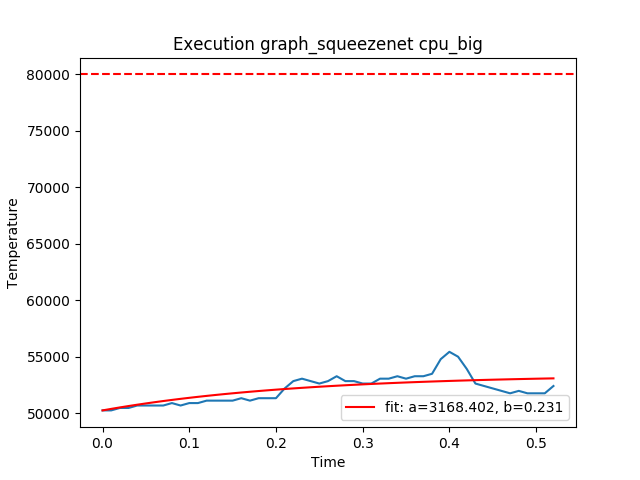 Execution graph_squeezenet cpu_big
80000
75000
70000
65000
60000
55000
50000
Temperature
fit: a=3168.402, b=0.231
0.0 0.1 0.2 0.3 0.4 0.5
Time